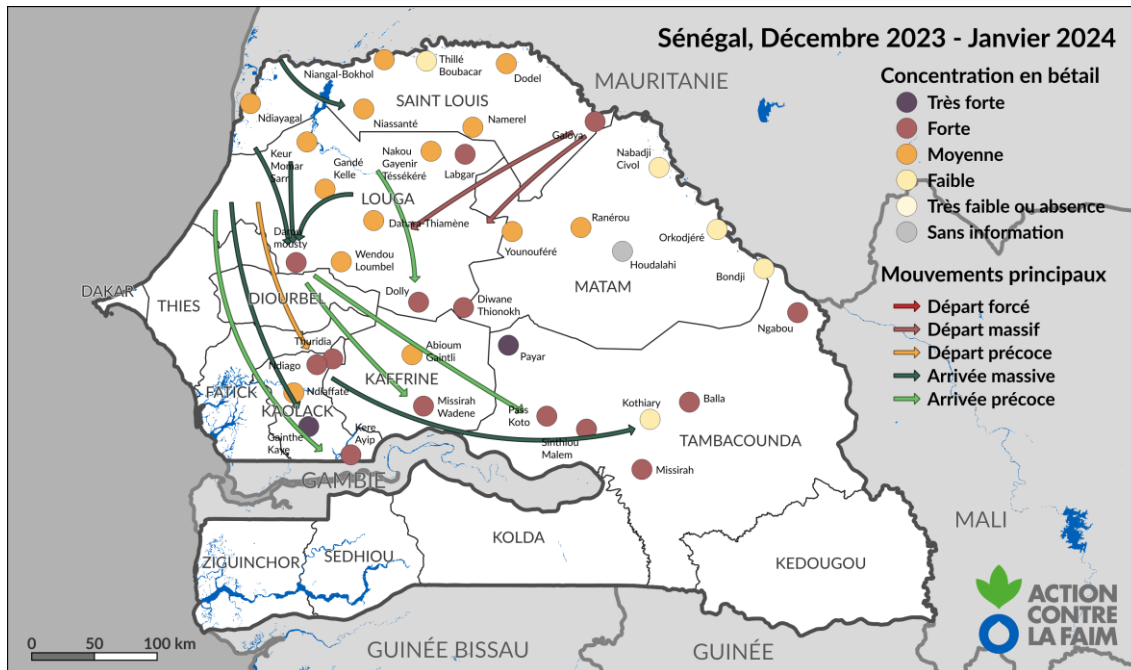 Sénégal, Décembre 2023 - Janvier 2024
Concentration en bétail
Très forte
Forte
Moyenne
Faible
Très faible ou absence
Sans information
Mouvements principaux
Départ forcé
Départ massif
Départ précoce
Arrivée massive
Arrivée précoce
MAURITANIE
Niangal-Bokhol
Thillé
Boubacar
Dodel
SAINT LOUIS
Ndiayagal
Niassanté
Namerel
Galoya
Keur
Momar
Sarr
Gandé
Kelle
Nakou
Gayenir
Téssékéré
Labgar
Nabadji
Civol
LOUGA
Dahara-Thiamène
Ranérou
Younouféré
Orkodjéré
Darou
mousty
Wendou
Loumbel
Houdalahi
Bondji
DAKAR
THIES
DIOURBEL
Dolly
Diwane
Thionokh
MATAM
Ngabou
Thuridia
Ndiago
Abioum
Gaintli
Payar
KAFFRINE
FATICK
Ndiaffate
KAOLACK
Missirah
Wadene
Pass
Koto
Kothiary
Balla
Gainthe
Kaye
Kere
Ayip
Sinthiou
Malem
TAMBACOUNDA
Missirah
GAMBIE
MALI
ZIGUINCHOR
SEDHIOU
KOLDA
KEDOUGOU
GUINÉE BISSAU
GUINÉE
0 50 100 km
ACTION
CONTRE
LA FAIM